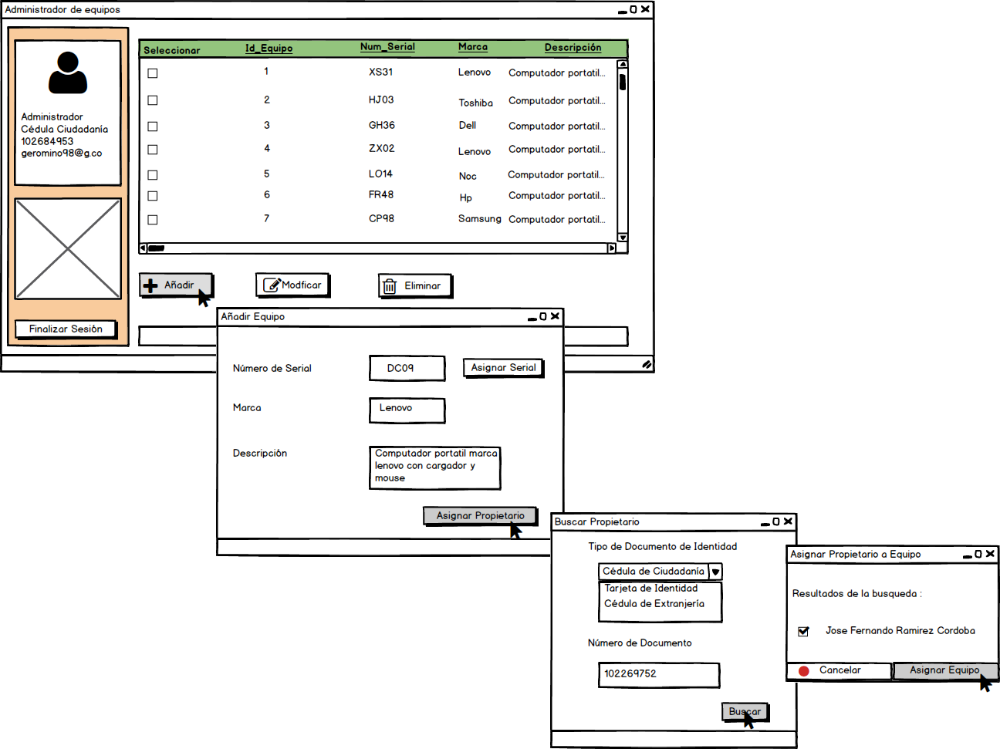 Administrador de equipos
Administrador
Cédula Ciudadanía
102684953
geromino98@g.co
Finalizar Sesión
Seleccionar Id_Equipo Num_Serial Marca Descripción
1 XS31 Lenovo Computador portatil...
2 HJ03 Toshiba Computador portatil...
3 GH36 Dell Computador portatil...
4 ZX02 Lenovo Computador portatil...
5 LO14 Noc Computador portatil...
6 FR48 Hp Computador portatil...
7 CP98 Samsung Computador portatil...
Añadir Modficar Eliminar
Añadir Equipo
Número de Serial DC09 Asignar Serial
Marca Lenovo
Descripción
Computador portatil marca
lenovo con cargador y
mouse
Asignar Propietario
Buscar Propietario
Tipo de Documento de Identidad
Cédula de Ciudadanía
Tarjeta de Identidad
Cédula de Extranjería
Número de Documento
102269752
Buscar
Asignar Propietario a Equipo
Resultados de la busqueda :
Jose Fernando Ramirez Cordoba
Cancelar Asignar Equipo